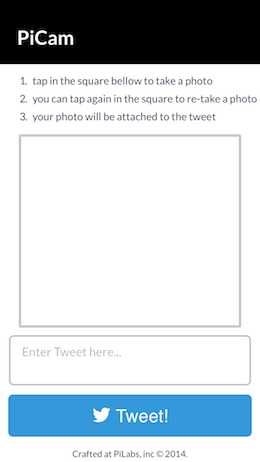 PiCam
1. tap in the square bellow to take a photo
2. you can tap again in the square to re-take a photo
3. your photo will be attached to the tweet
Enter Tweet here...
Tweet!
Crafted at PiLabs, inc © 2014.